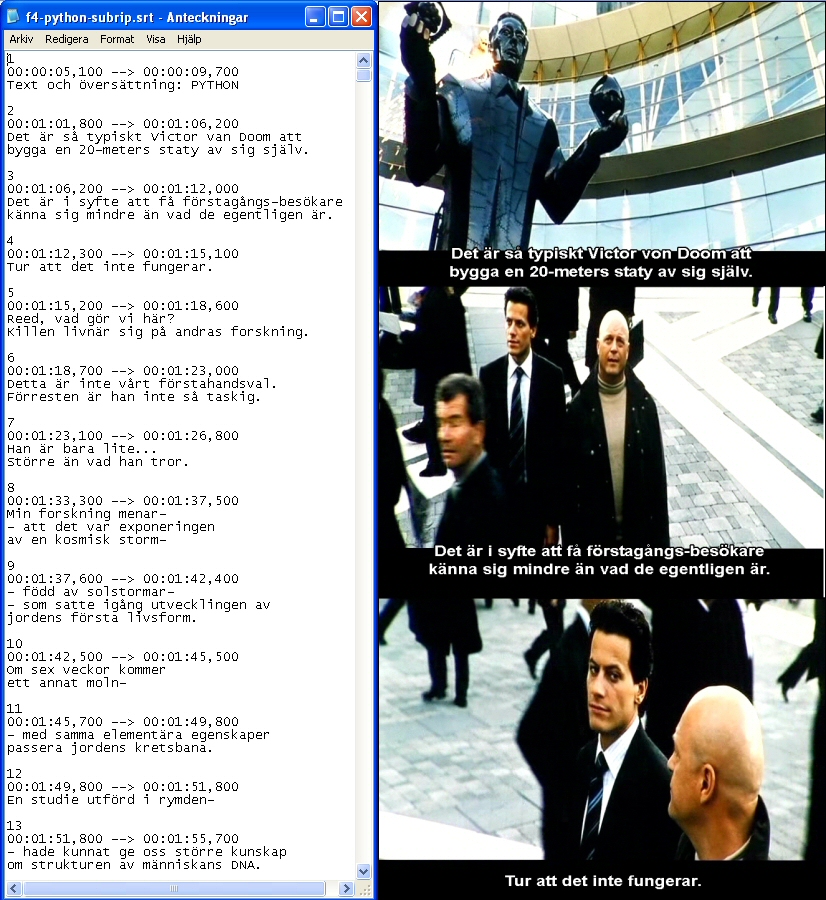 f4-python-subrip.srt - Anteckningar
Arkiv Redigera Format Visa Hjälp
1
00:00:05,100 --> 00:00:09,700
Text och översättning: PYTHON
2
00:01:01,800 --> 00:01:06,200
Det är så typiskt Victor van Doom att
bygga en 20-meters staty av sig själv.
3
00:01:06,200 --> 00:01:12,000
Det är i syfte att få förstagångs-besökare
känna sig mindre än vad de egentligen är.
4
00:01:12,300 --> 00:01:15,100
Tur att det inte fungerar.
5
00:01:15,200 --> 00:01:18,600
Reed, vad gör vi här?
Killen livnär sig på andras forskning.
6
00:01:18,700 --> 00:01:23,000
Detta är inte vårt förstahandsval.
Förresten är han inte så taskig.
7
00:01:23,100 --> 00:01:26,800
Han är bara lite...
Större än vad han tror.
8
00:01:33,300 --> 00:01:37,500
Min forskning menar-
- att det var exponeringen
av en kosmisk storm-
9
00:01:37,600 --> 00:01:42,400
- född av solstormar-
- som satte igång utvecklingen av
jordens första livsform.
10
00:01:42,500 --> 00:01:45,500
Om sex veckor kommer
ett annat moln-
11
00:01:45,700 --> 00:01:49,800
- med samma elementära egenskaper
passera jordens kretsbana.
12
00:01:49,800 --> 00:01:51,800
En studie utförd i rymden-
13
00:01:51,800 --> 00:01:55,700
- hade kunnat ge oss större kunskap
om strukturen av människans DNA.
Det är så typiskt Victor von Doom att
bygga en 20-meters staty av sig själv.
Det är i syfte att få förstagångs-besökare
känna sig mindre än vad de egentligen är.
Tur att det inte fungerar.